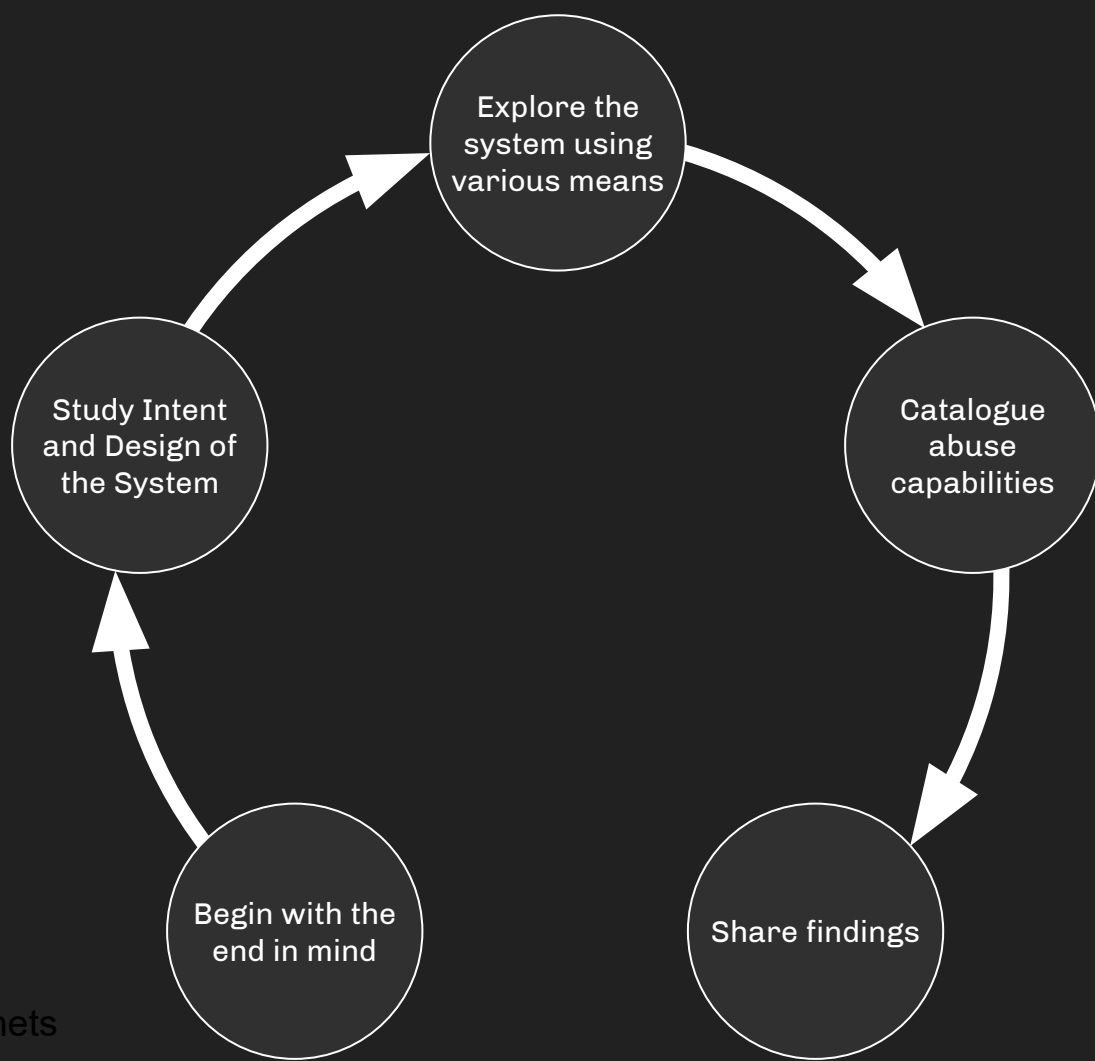 Explore the
system using
various means
Study Intent
and Design of
the System
Catalogue
abuse
capabilities
Begin with the
end in mind
Share findings